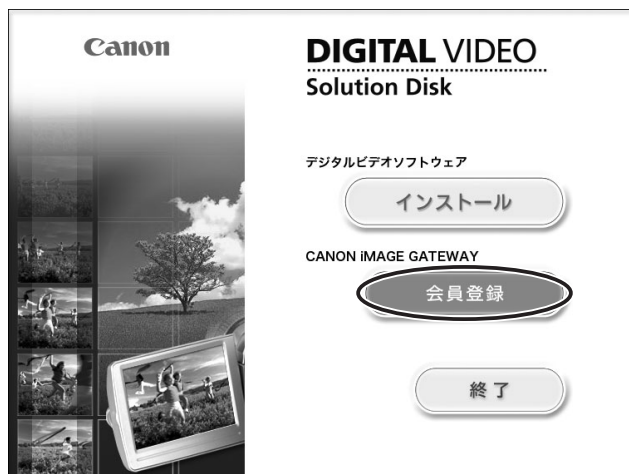 Canon
DIGITAL VIDEO
Solution Disk
デジタルビデオソフトウェア
インストール
CANON iMAGE GATEWAY
会員登録
終了